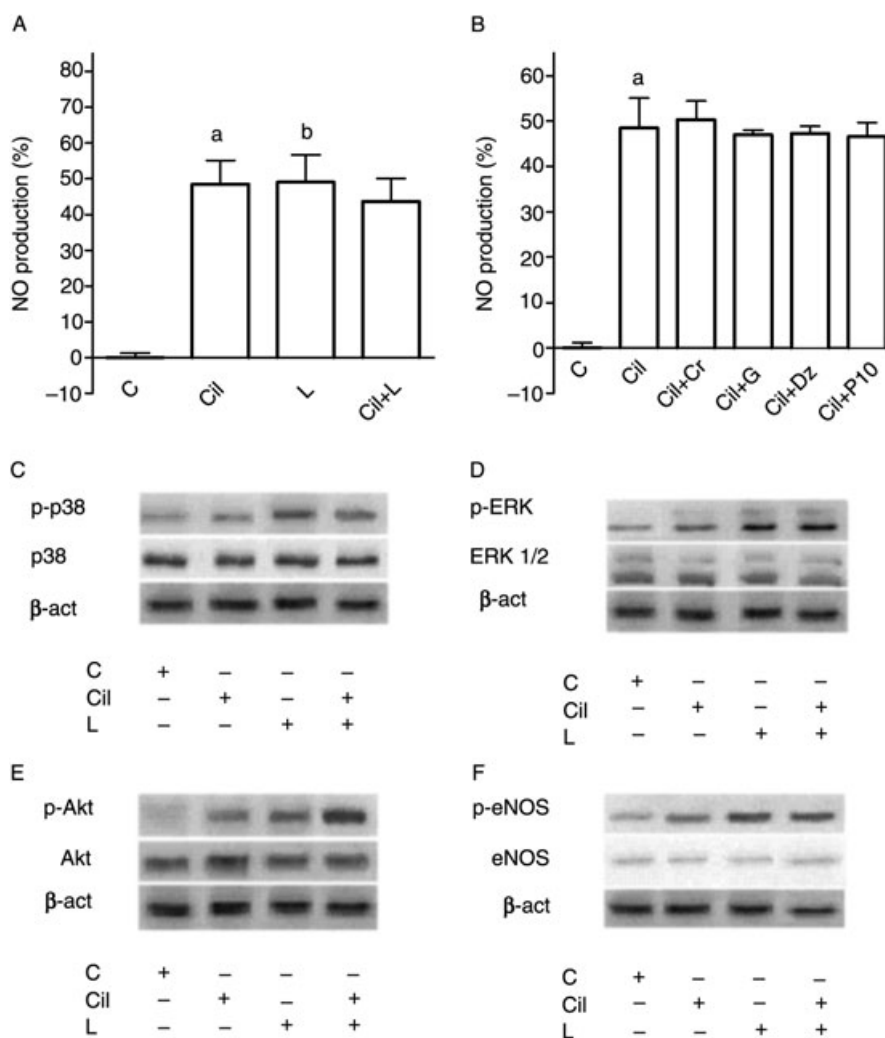 A
NO production (%)
80
70
60
50
40
30
20
10
0
–10
a
b
C
Cil
L
Cil+L
B
NO production (%)
60
50
40
30
20
10
0
–10
a
C
Cil
Cil+Cr
Cil+G
Cil+Dz
Cil+P10
C
p-p38
p38
β-act
C + – – –
Cil – + – +
L – – + +
D
p-ERK
ERK 1/2
β-act
C + – – –
Cil – + – +
L – – + +
E
p-Akt
Akt
β-act
C + – – –
Cil – + – +
L – – + +
F
p-eNOS
eNOS
β-act
C + – – –
Cil – + – +
L – – + +